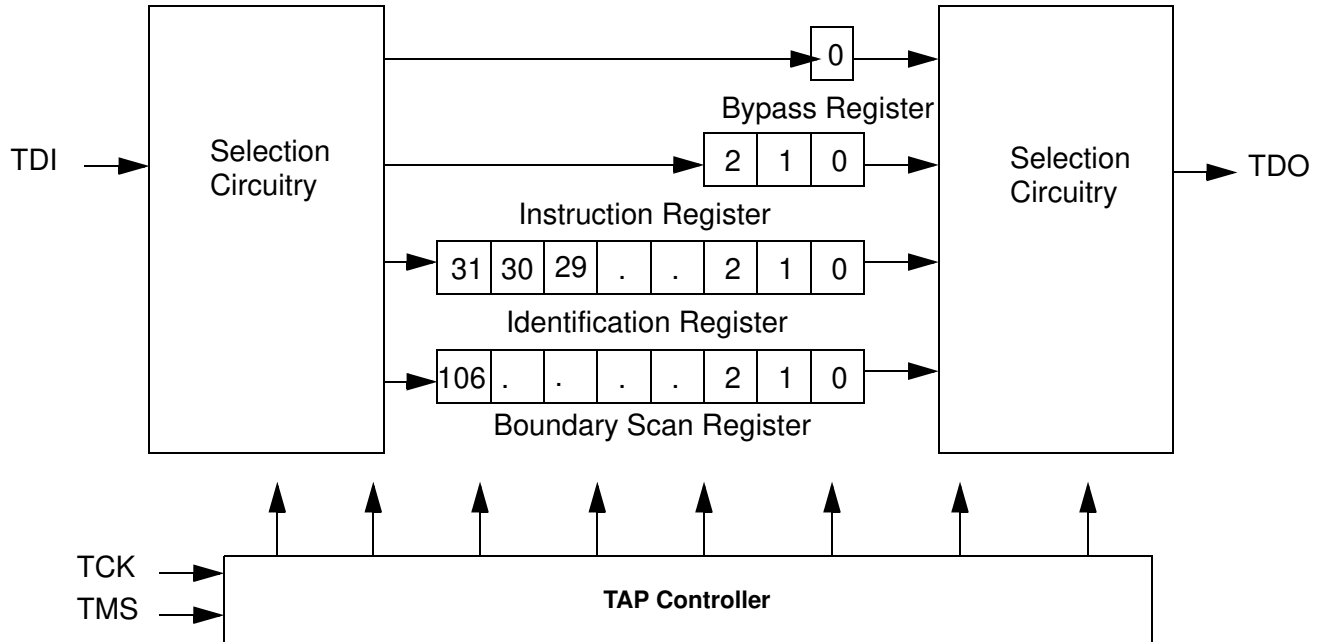 0
Bypass Register
TDI
Selection
Circuitry
2 1 0
Selection
Circuitry
TDO
Instruction Register
31 30 29 . . 2 1 0
Identification Register
106 . . . . 2 1 0
Boundary Scan Register
TCK
TMS
TAP Controller